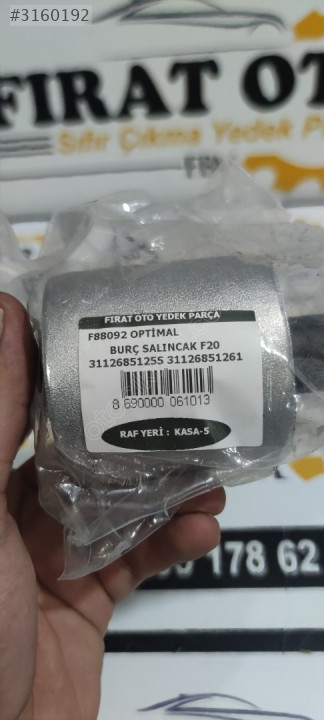 #3160192
FIRAT OTO
Sıfır Çıkma Yedek
FIRAT OTO YEDEK PARÇA
F88092 OPTİMAL
BURÇ SALINCAK F20
31126851255 31126851261
8 690000 061013
RAF YERİ : KASA-5
178 62